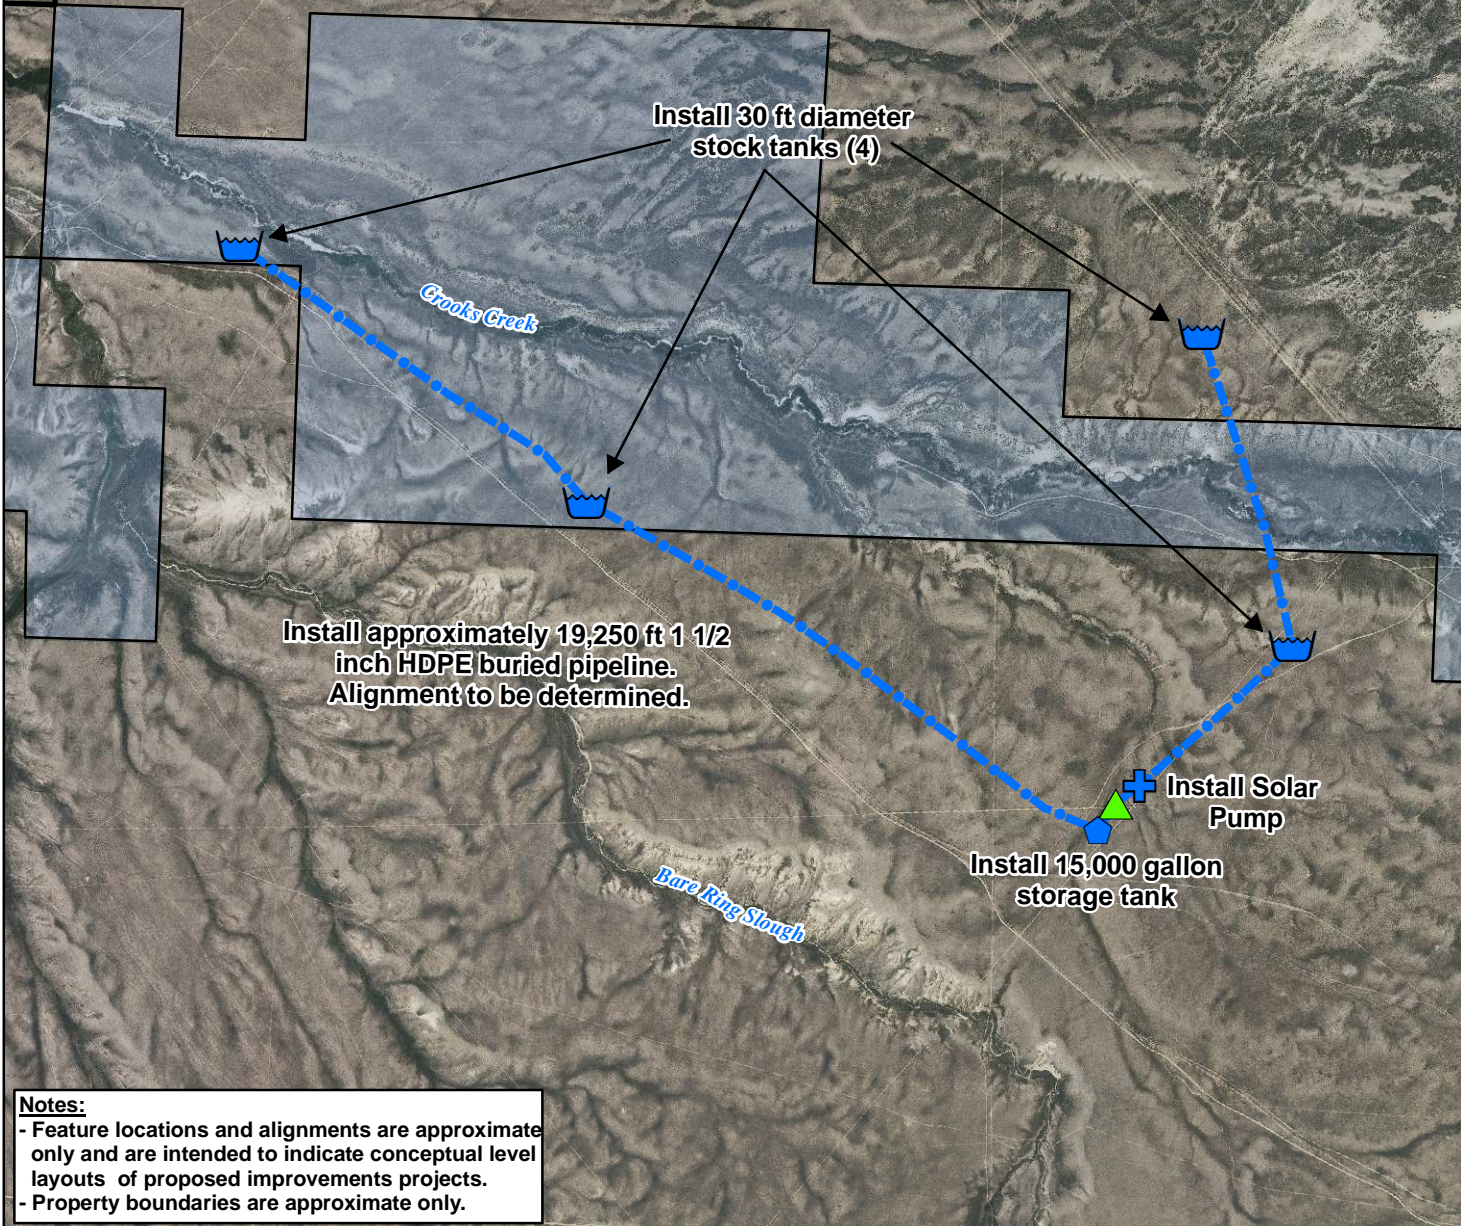 Install 30 ft diameter
stock tanks (4)
Crooks Creek
Install approximately 19,250 ft 1 1/2
inch HDPE buried pipeline.
Alignment to be determined.
Install Solar
Pump
Install 15,000 gallon
storage tank
Bare Ring Slough
Notes:
- Feature locations and alignments are approximate
only and are intended to indicate conceptual level
layouts of proposed improvements projects.
- Property boundaries are approximate only.